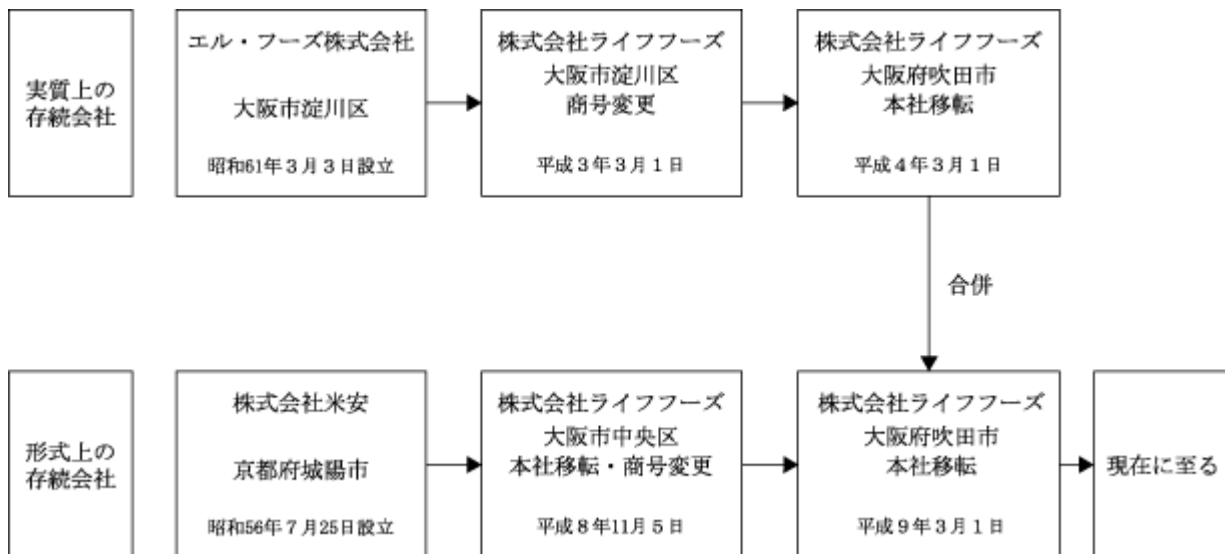 実質上の
存続会社
エル・フーズ株式会社
大阪市淀川区
昭和61年3月3日設立
株式会社ライフフーズ
大阪市淀川区
商号変更
平成3年3月1日
株式会社ライフフーズ
大阪府吹田市
本社移転
平成4年3月1日
合併
形式上の
存続会社
株式会社米安
京都府城陽市
昭和56年7月25日設立
株式会社ライフフーズ
大阪市中央区
本社移転・商号変更
平成8年11月5日
株式会社ライフフーズ
大阪府吹田市
本社移転
平成9年3月1日
現在に至る